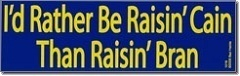 I'd Rather Be Raisin' Cain
Than Raisin' Bran